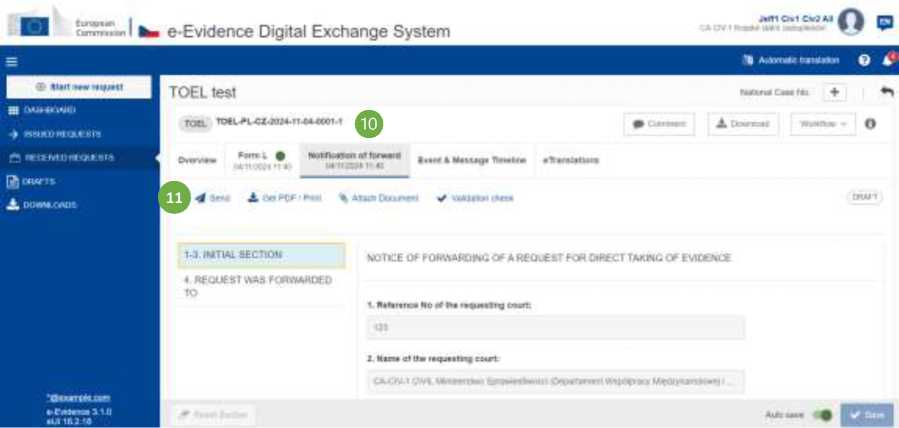 European
Commission
e-Evidence Digital Exchange System
Jeff1 Civ1 Civ2 All
EN
Automatic translation
Start new request
DASHBOARD
ISSUED REQUESTS
RECEIVED REQUESTS
DRAFTS
DOWNLOADS
TOEL test
National Case No.
TOEL TOEL-PL-CZ-2024-11-04-0001-1
10
Comment
Download
Workflow
Overview
Form L
04/11/2024 11:40
Notification of forward
04/11/2024 11:40
Event & Message Timeline
eTranslations
11
Send
Get PDF / Print
Attach Document
Validation check
DRAFT
1-3. INITIAL SECTION
4. REQUEST WAS FORWARDED
TO
NOTICE OF FORWARDING OF A REQUEST FOR DIRECT TAKING OF EVIDENCE
1. Reference No of the requesting court:
123
2. Name of the requesting court:
CA-CIV-1 CIVIL Ministerstwo Sprawiedliwości (Departament Współpracy Międzynarodowej) i ...
*@example.com
e-Evidence 3.1.0
eUI 16.2.18
Reset Section
Auto save
Save